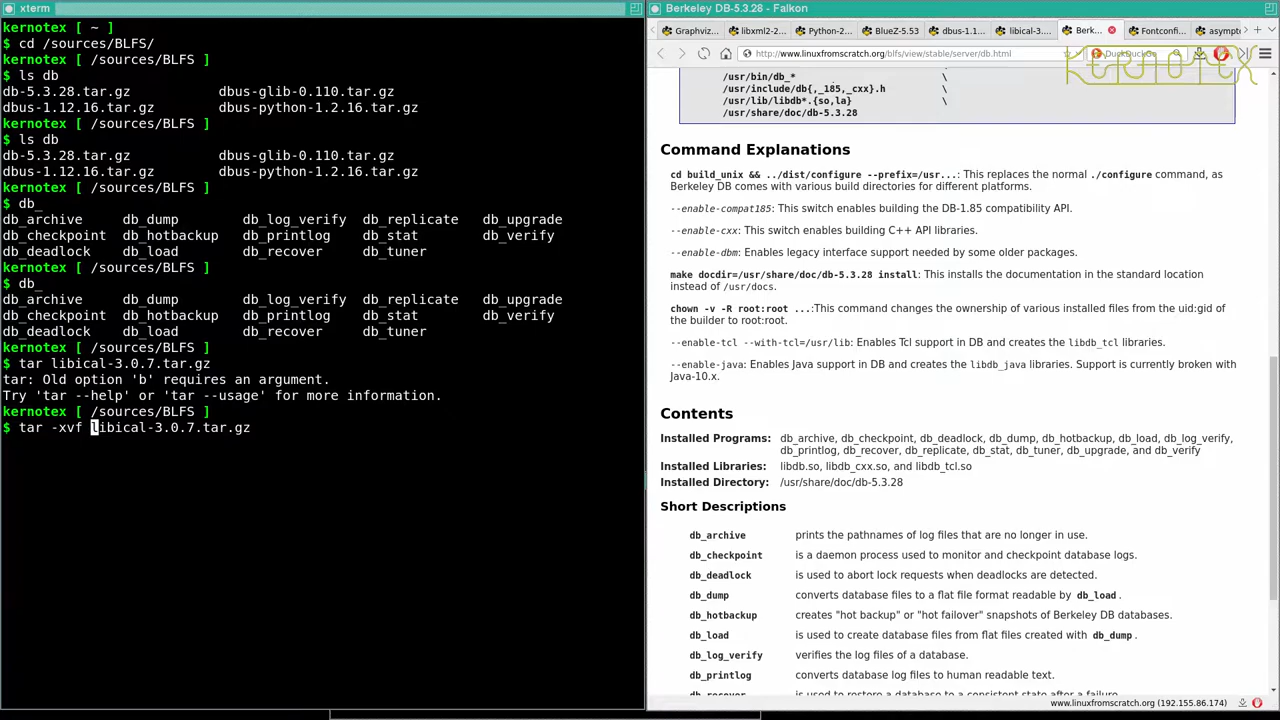 xterm
kernotex [ ~ ]
$ cd /sources/BLFS/
kernotex [ /sources/BLFS ]
$ ls db
db-5.3.28.tar.gz dbus-glib-0.110.tar.gz
dbus-1.12.16.tar.gz dbus-python-1.2.16.tar.gz
kernotex [ /sources/BLFS ]
$ ls db
db-5.3.28.tar.gz dbus-glib-0.110.tar.gz
dbus-1.12.16.tar.gz dbus-python-1.2.16.tar.gz
kernotex [ /sources/BLFS ]
$ db_
db_archive db_dump db_log_verify db_replicate db_upgrade
db_checkpoint db_hotbackup db_printlog db_stat db_verify
db_deadlock db_load db_recover db_tuner
kernotex [ /sources/BLFS ]
$ db_
db_archive db_dump db_log_verify db_replicate db_upgrade
db_checkpoint db_hotbackup db_printlog db_stat db_verify
db_deadlock db_load db_recover db_tuner
kernotex [ /sources/BLFS ]
$ tar libical-3.0.7.tar.gz
tar: Old option 'b' requires an argument.
Try 'tar --help' or 'tar --usage' for more information.
kernotex [ /sources/BLFS ]
$ tar -xvf libical-3.0.7.tar.gz
Berkeley DB-5.3.28 - Falkon
Graphviz... libxml2-2... Python-2... BlueZ-5.53 dbus-1.1... libical-3... Berk... Fontconfi... asympto
http://www.linuxfromscratch.org/blfs/view/stable/server/db.html
DuckDuckGo
KERNOTEX
/usr/bin/db_* \
/usr/include/db{,_185,_cxx}.h \
/usr/lib/libdb*.{so,la} \
/usr/share/doc/db-5.3.28
Command Explanations
cd build_unix && ../dist/configure --prefix=/usr...: This replaces the normal ./configure command, as
Berkeley DB comes with various build directories for different platforms.
--enable-compat185: This switch enables building the DB-1.85 compatibility API.
--enable-cxx: This switch enables building C++ API libraries.
--enable-dbm: Enables legacy interface support needed by some older packages.
make docdir=/usr/share/doc/db-5.3.28 install: This installs the documentation in the standard location
instead of /usr/docs.
chown -v -R root:root ...:This command changes the ownership of various installed files from the uid:gid of
the builder to root:root.
--enable-tcl --with-tcl=/usr/lib: Enables Tcl support in DB and creates the libdb_tcl libraries.
--enable-java: Enables Java support in DB and creates the libdb_java libraries. Support is currently broken with
Java-10.x.
Contents
Installed Programs: db_archive, db_checkpoint, db_deadlock, db_dump, db_hotbackup, db_load, db_log_verify,
db_printlog, db_recover, db_replicate, db_stat, db_tuner, db_upgrade, and db_verify
Installed Libraries: libdb.so, libdb_cxx.so, and libdb_tcl.so
Installed Directory: /usr/share/doc/db-5.3.28
Short Descriptions
db_archive prints the pathnames of log files that are no longer in use.
db_checkpoint is a daemon process used to monitor and checkpoint database logs.
db_deadlock is used to abort lock requests when deadlocks are detected.
db_dump converts database files to a flat file format readable by db_load.
db_hotbackup creates "hot backup" or "hot failover" snapshots of Berkeley DB databases.
db_load is used to create database files from flat files created with db_dump.
db_log_verify verifies the log files of a database.
db_printlog converts database log files to human readable text.
db_recover is used to restore a database to a consistent state after a failure.
www.linuxfromscratch.org (192.155.86.174)